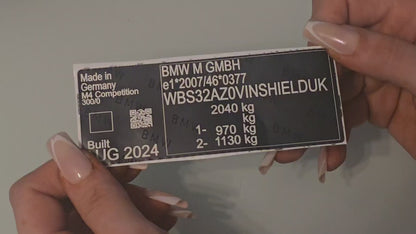 Made in
Germany
M4 Competition
300/0
Built
UG 2024
BMW M GMBH
e1*2007/46*0377
WBS32AZ0VINSHIELDUK
2040 kg
kg
1- 970 kg
2- 1130 kg